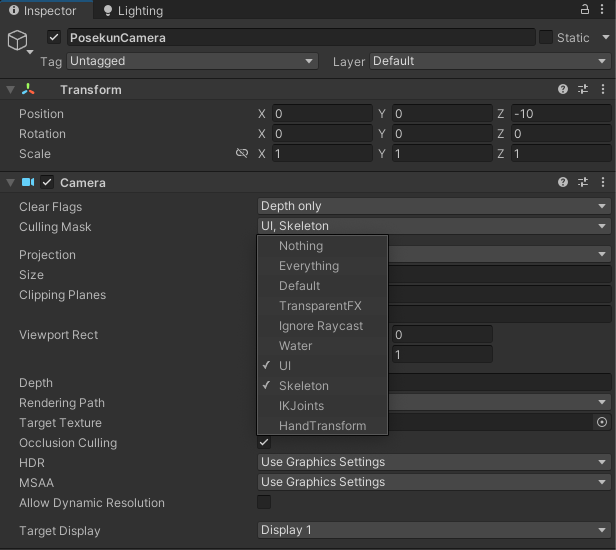 Inspector Lighting
PosekunCamera Static
Tag Untagged Layer Default
Transform
Position X 0 Y 0 Z -10
Rotation X 0 Y 0 Z 0
Scale X 1 Y 1 Z 1
Camera
Clear Flags Depth only
Culling Mask UI, Skeleton
Nothing
Projection
Everything
Size
Default
Clipping Planes
TransparentFX
Ignore Raycast
Viewport Rect 0
Water
1
UI
Depth
Skeleton
Rendering Path
IKJoints
Target Texture
HandTransform
Occlusion Culling
HDR Use Graphics Settings
MSAA Use Graphics Settings
Allow Dynamic Resolution
Target Display Display 1